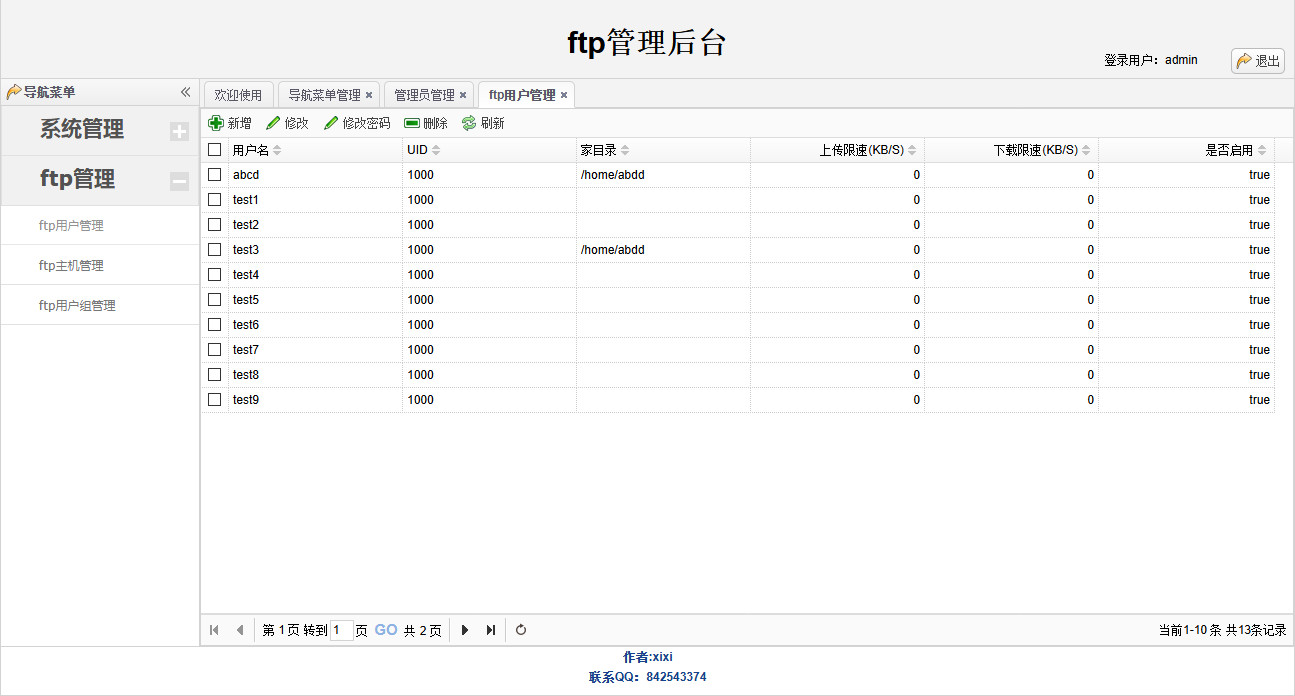 ftp管理后台
登录用户：admin
退出
导航菜单
欢迎使用 导航菜单管理 管理员管理 ftp用户管理
系统管理
ftp管理
ftp用户管理
ftp主机管理
ftp用户组管理
新增 修改 修改密码 删除 刷新
用户名 UID 家目录 上传限速(KB/S) 下载限速(KB/S) 是否启用
abcd 1000 /home/abdd 0 0 true
test1 1000 0 0 true
test2 1000 0 0 true
test3 1000 /home/abdd 0 0 true
test4 1000 0 0 true
test5 1000 0 0 true
test6 1000 0 0 true
test7 1000 0 0 true
test8 1000 0 0 true
test9 1000 0 0 true
第 1 页 转到 1 页 GO 共 2 页 当前1-10 条 共13条记录
作者:xixi
联系QQ：842543374